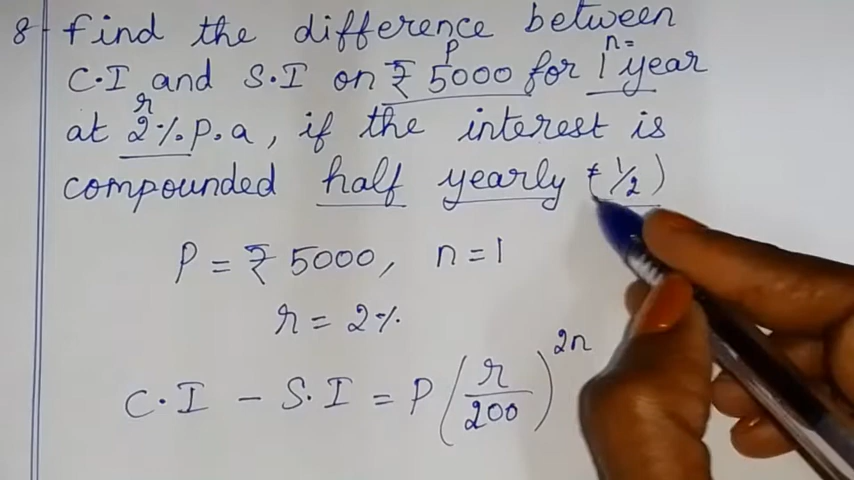 8 Find the difference between
P n=
C.I and S.I on ₹ 5000 for 1 year
r
at 2% p.a, if the interest is
compounded half yearly (1/2)
P = ₹ 5000, n = 1
r = 2%
C.I - S.I = P (r/200)^2n